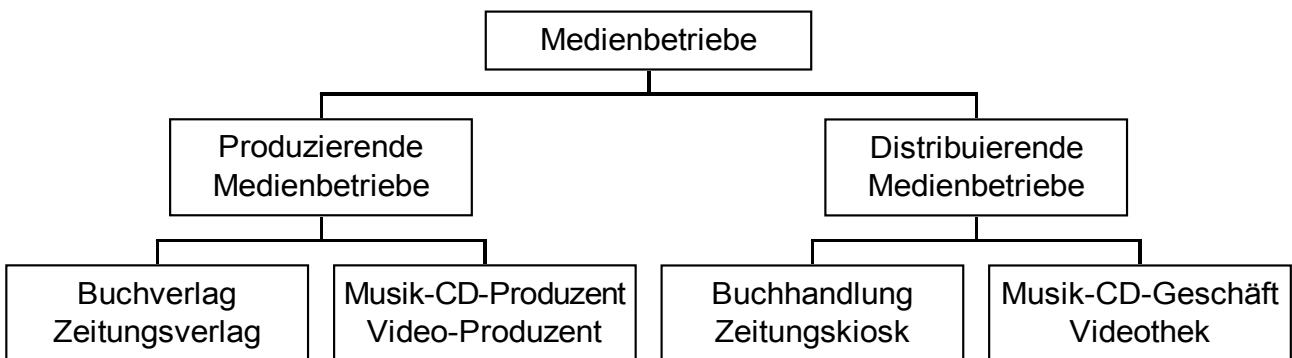 Medienbetriebe
Produzierende
Medienbetriebe
Distribuierende
Medienbetriebe
Buchverlag
Zeitungsverlag
Musik-CD-Produzent
Video-Produzent
Buchhandlung
Zeitungskiosk
Musik-CD-Geschäft
Videothek